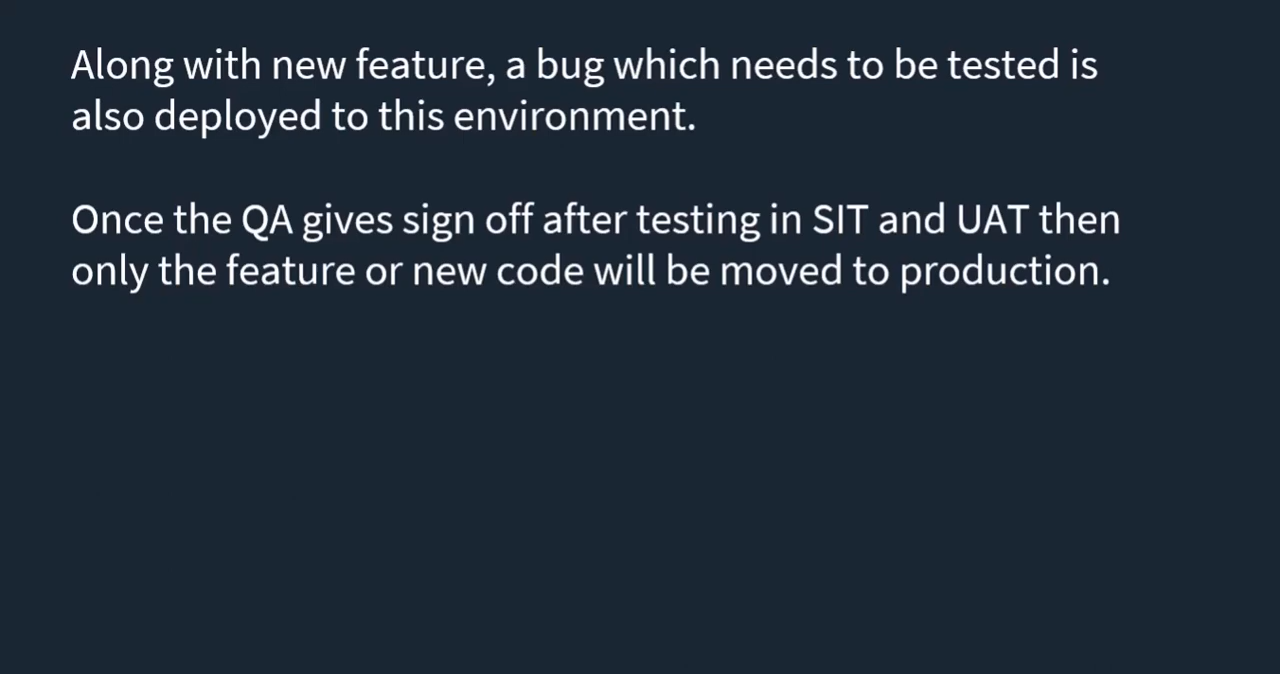 Along with new feature, a bug which needs to be tested is
also deployed to this environment.
Once the QA gives sign off after testing in SIT and UAT then
only the feature or new code will be moved to production.